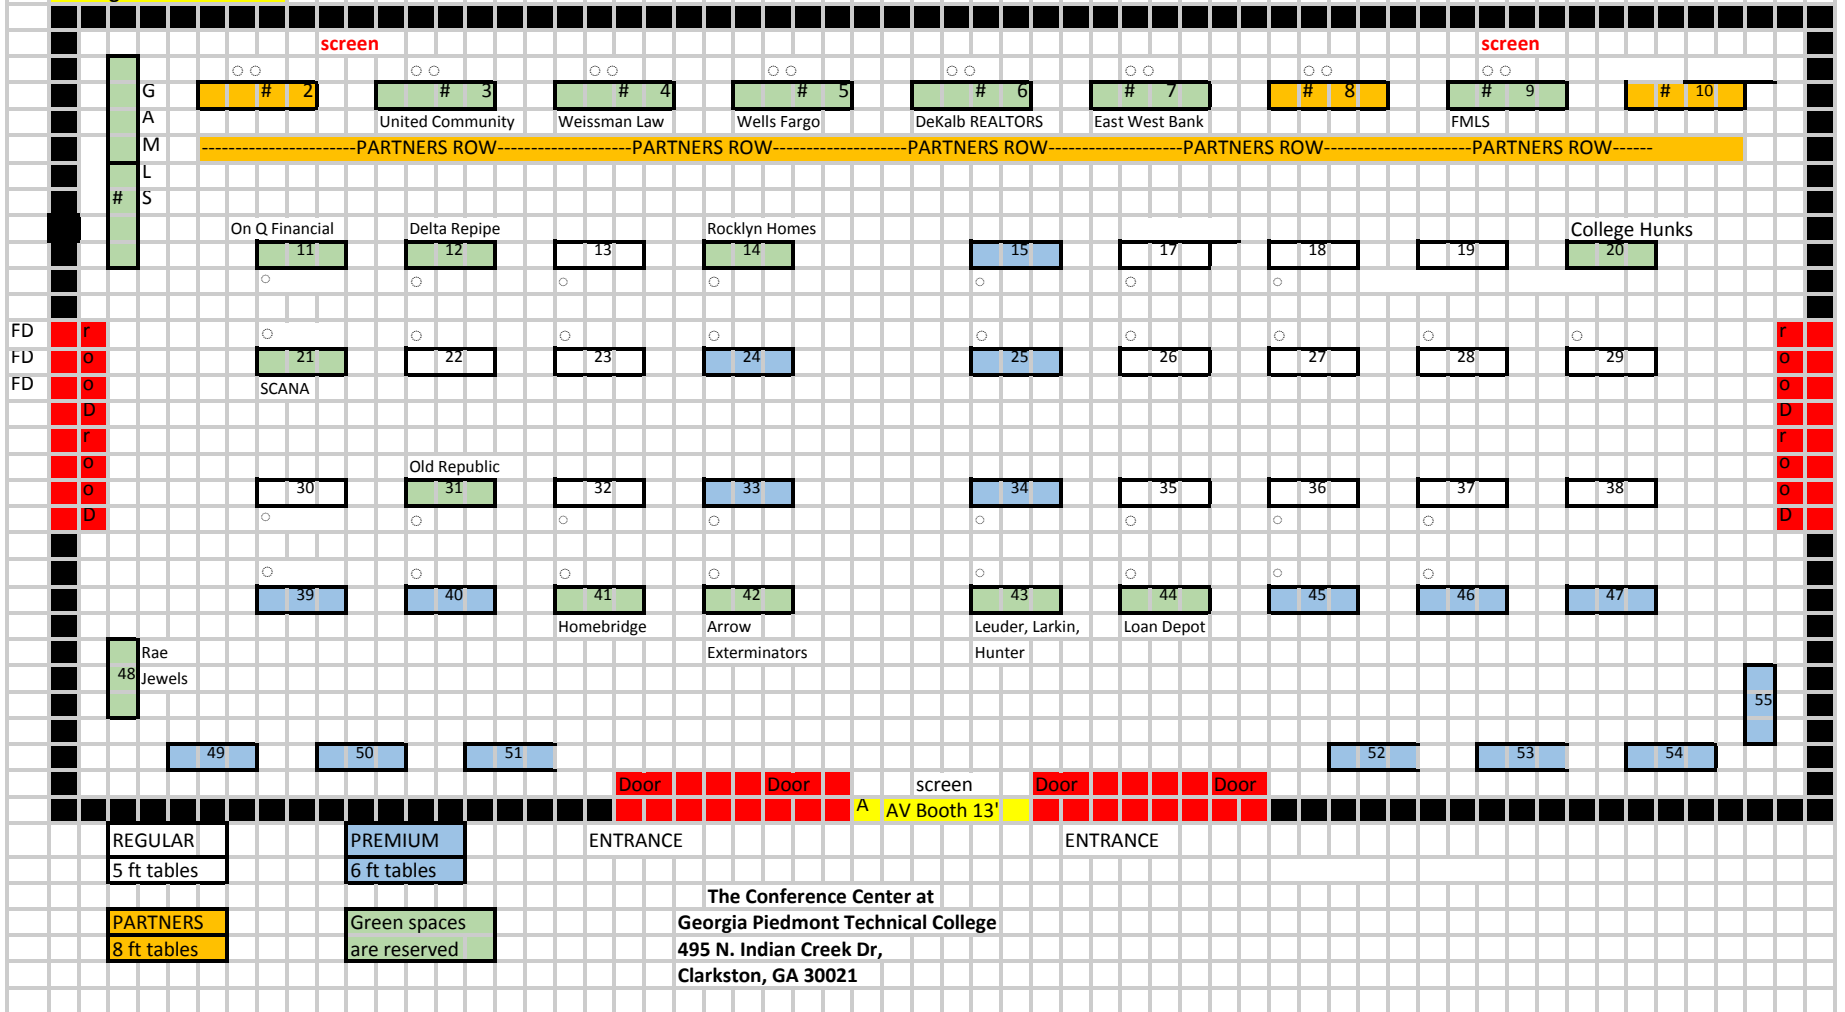 screen screen
G # 2 # 3 # 4 # 5 # 6 # 7 # 8 # 9 # 10
A United Community Weissman Law Wells Fargo DeKalb REALTORS East West Bank FMLS
M ----------------------PARTNERS ROW-------------------PARTNERS ROW-------------------PARTNERS ROW-------------------PARTNERS ROW---------------------PARTNERS ROW------
L
# S
On Q Financial Delta Repipe Rocklyn Homes College Hunks
11 12 13 14 15 17 18 19 20
FD r r
FD o 21 22 23 24 25 26 27 28 29 o
FD o SCANA o
D D
r r
o Old Republic o
o 30 31 32 33 34 35 36 37 38 o
D D
39 40 41 42 43 44 45 46 47
Homebridge Arrow Leuder, Larkin, Loan Depot
Rae Exterminators Hunter
48 Jewels
55
49 50 51 52 53 54
Door Door screen Door Door
A AV Booth 13'
REGULAR PREMIUM ENTRANCE ENTRANCE
5 ft tables 6 ft tables
The Conference Center at
PARTNERS Green spaces Georgia Piedmont Technical College
8 ft tables are reserved 495 N. Indian Creek Dr,
Clarkston, GA 30021